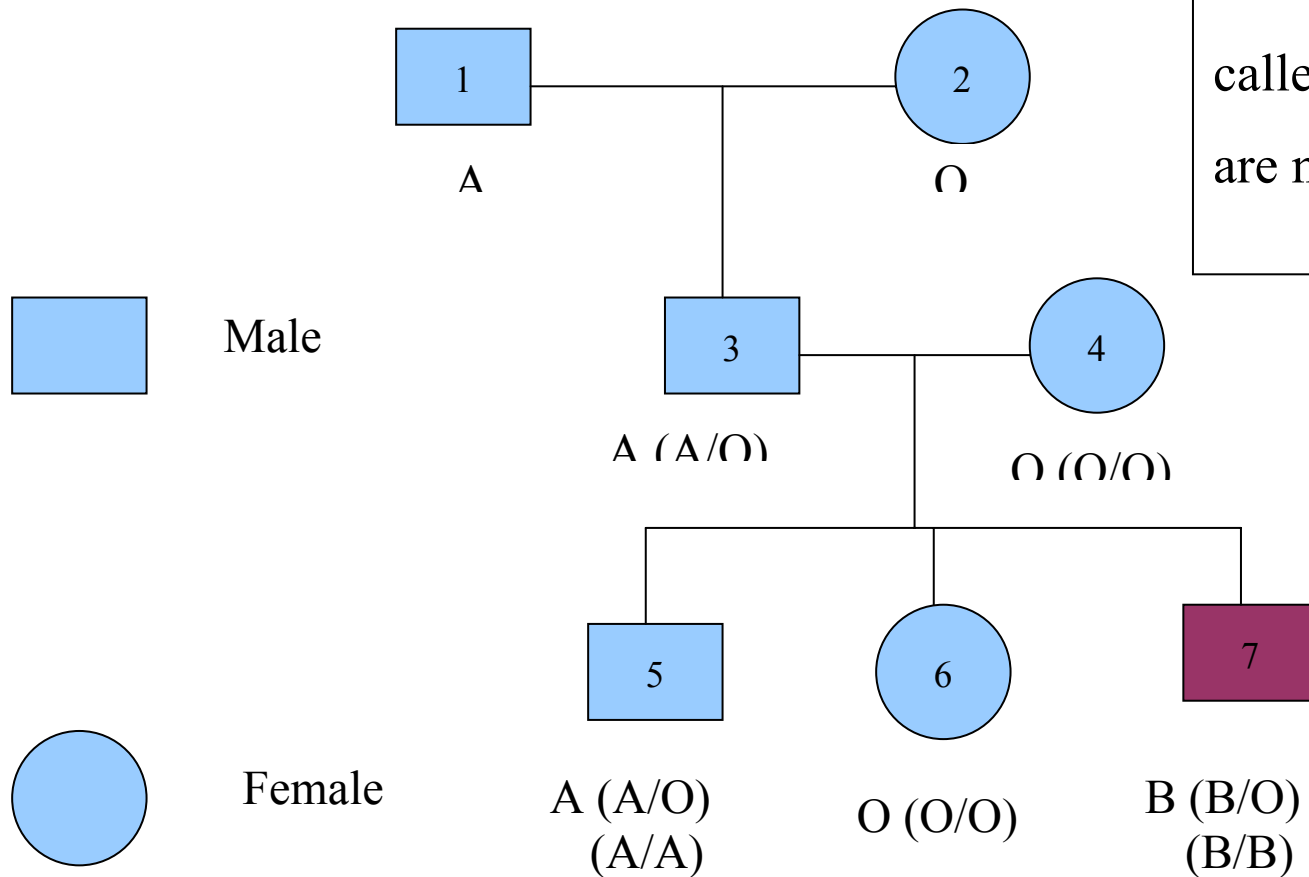 1
2
calle
A
O
are n
Male
3
4
A (A/O)
O (O/O)
5
6
7
Female
A (A/O)
(A/A)
O (O/O)
B (B/O)
(B/B)